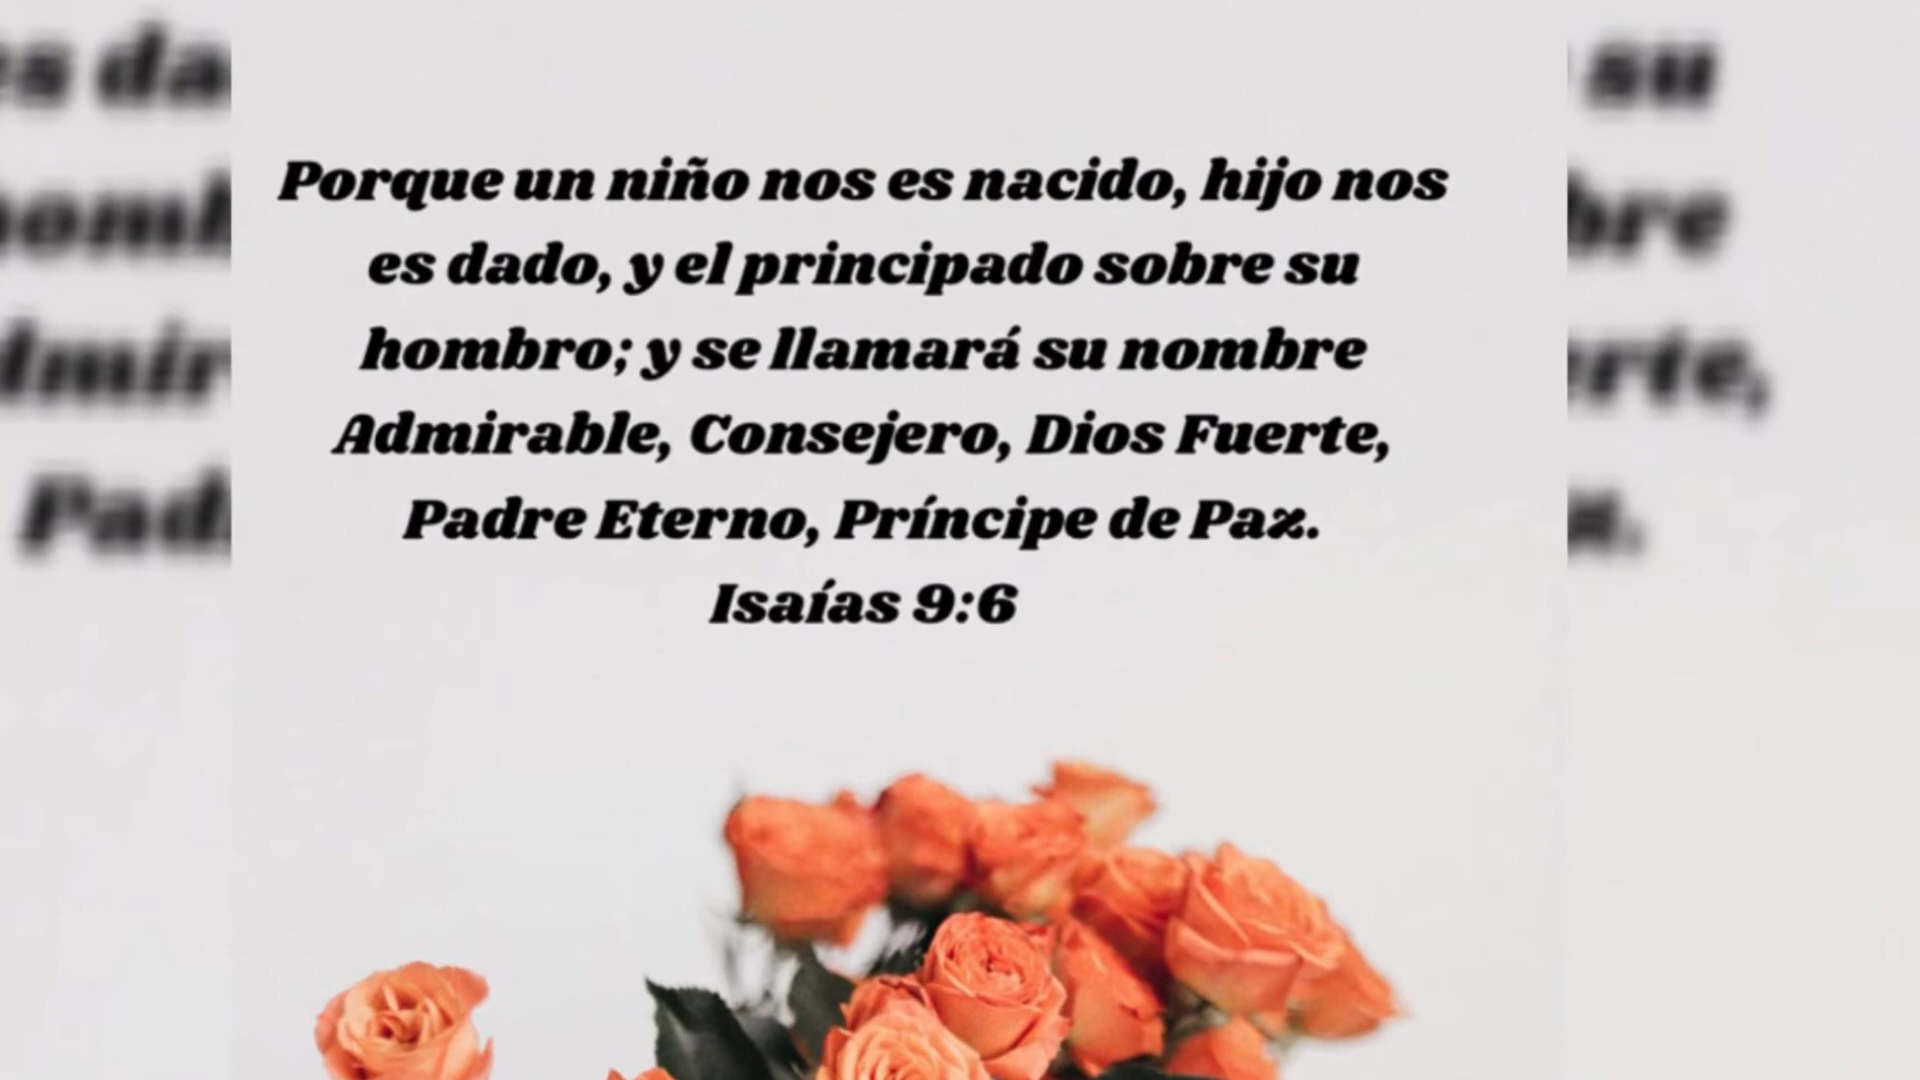 Porque un niño nos es nacido, hijo nos
es dado, y el principado sobre su
hombro; y se llamará su nombre
Admirable, Consejero, Dios Fuerte,
Padre Eterno, Príncipe de Paz.
Isaías 9:6